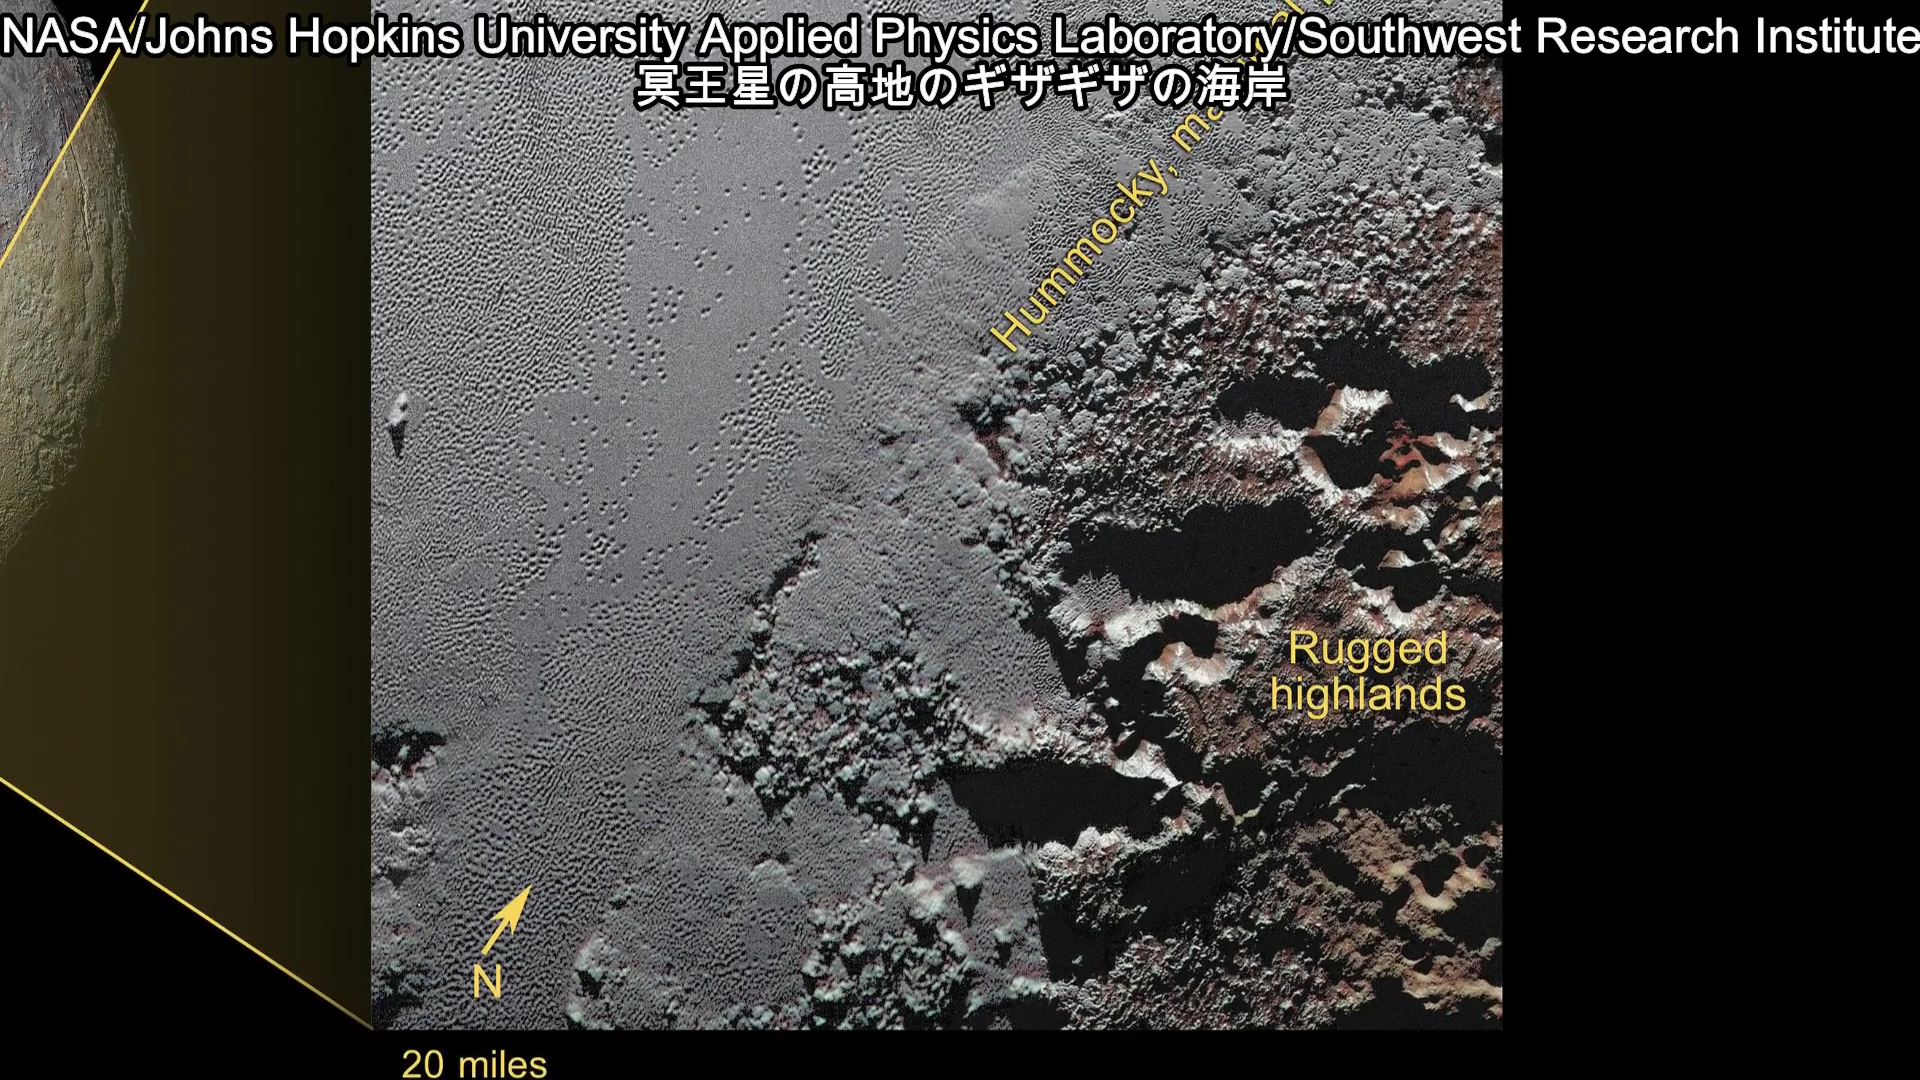 NASA/Johns Hopkins University Applied Physics Laboratory/Southwest Research Institute
冥王星の高地のギザギザの海岸
Hummocky,
Rugged
highlands
N
20 miles